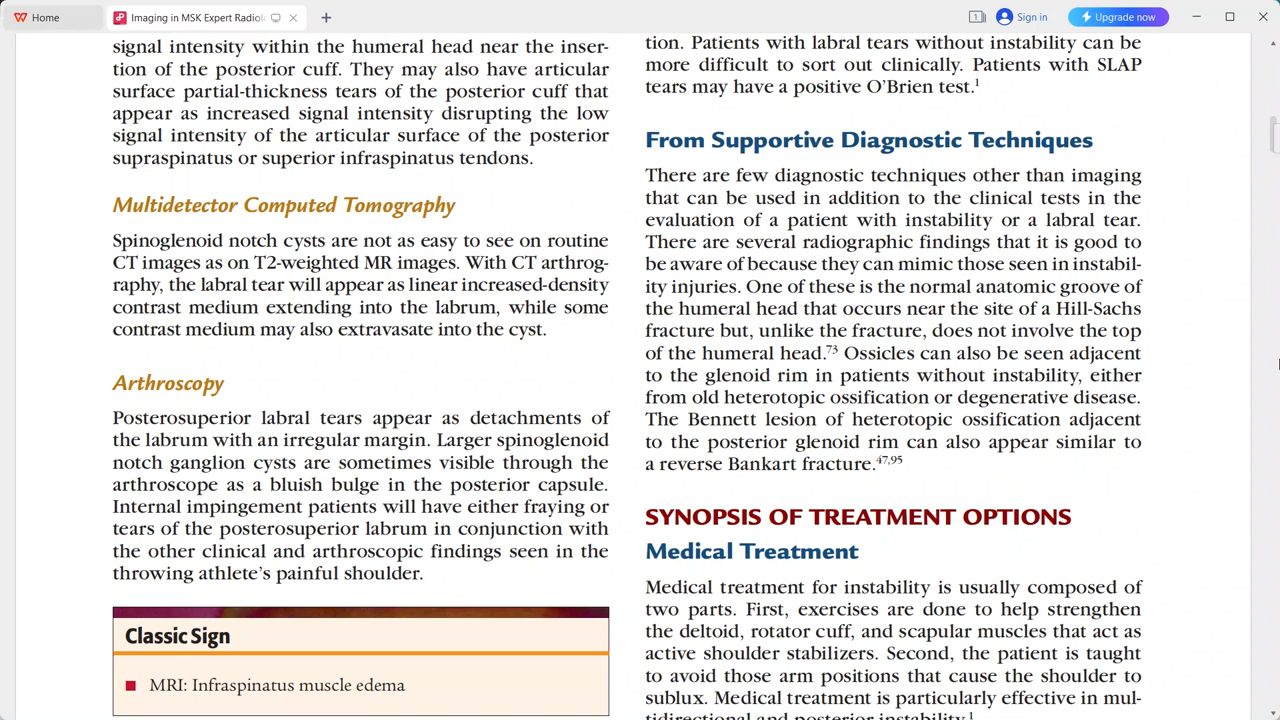 Home
Imaging in MSK Expert Radiol
Sign in
Upgrade now
signal intensity within the humeral head near the inser-
tion of the posterior cuff. They may also have articular
surface partial-thickness tears of the posterior cuff that
appear as increased signal intensity disrupting the low
signal intensity of the articular surface of the posterior
supraspinatus or superior infraspinatus tendons.
Multidetector Computed Tomography
Spinoglenoid notch cysts are not as easy to see on routine
CT images as on T2-weighted MR images. With CT arthrog-
raphy, the labral tear will appear as linear increased-density
contrast medium extending into the labrum, while some
contrast medium may also extravasate into the cyst.
Arthroscopy
Posterosuperior labral tears appear as detachments of
the labrum with an irregular margin. Larger spinoglenoid
notch ganglion cysts are sometimes visible through the
arthroscope as a bluish bulge in the posterior capsule.
Internal impingement patients will have either fraying or
tears of the posterosuperior labrum in conjunction with
the other clinical and arthroscopic findings seen in the
throwing athlete's painful shoulder.
Classic Sign
MRI: Infraspinatus muscle edema
tion. Patients with labral tears without instability can be
more difficult to sort out clinically. Patients with SLAP
tears may have a positive O'Brien test.1
From Supportive Diagnostic Techniques
There are few diagnostic techniques other than imaging
that can be used in addition to the clinical tests in the
evaluation of a patient with instability or a labral tear.
There are several radiographic findings that it is good to
be aware of because they can mimic those seen in instabil-
ity injuries. One of these is the normal anatomic groove of
the humeral head that occurs near the site of a Hill-Sachs
fracture but, unlike the fracture, does not involve the top
of the humeral head.73 Ossicles can also be seen adjacent
to the glenoid rim in patients without instability, either
from old heterotopic ossification or degenerative disease.
The Bennett lesion of heterotopic ossification adjacent
to the posterior glenoid rim can also appear similar to
a reverse Bankart fracture.47,95
SYNOPSIS OF TREATMENT OPTIONS
Medical Treatment
Medical treatment for instability is usually composed of
two parts. First, exercises are done to help strengthen
the deltoid, rotator cuff, and scapular muscles that act as
active shoulder stabilizers. Second, the patient is taught
to avoid those arm positions that cause the shoulder to
sublux. Medical treatment is particularly effective in mul-
tidirectional and posterior instability.1